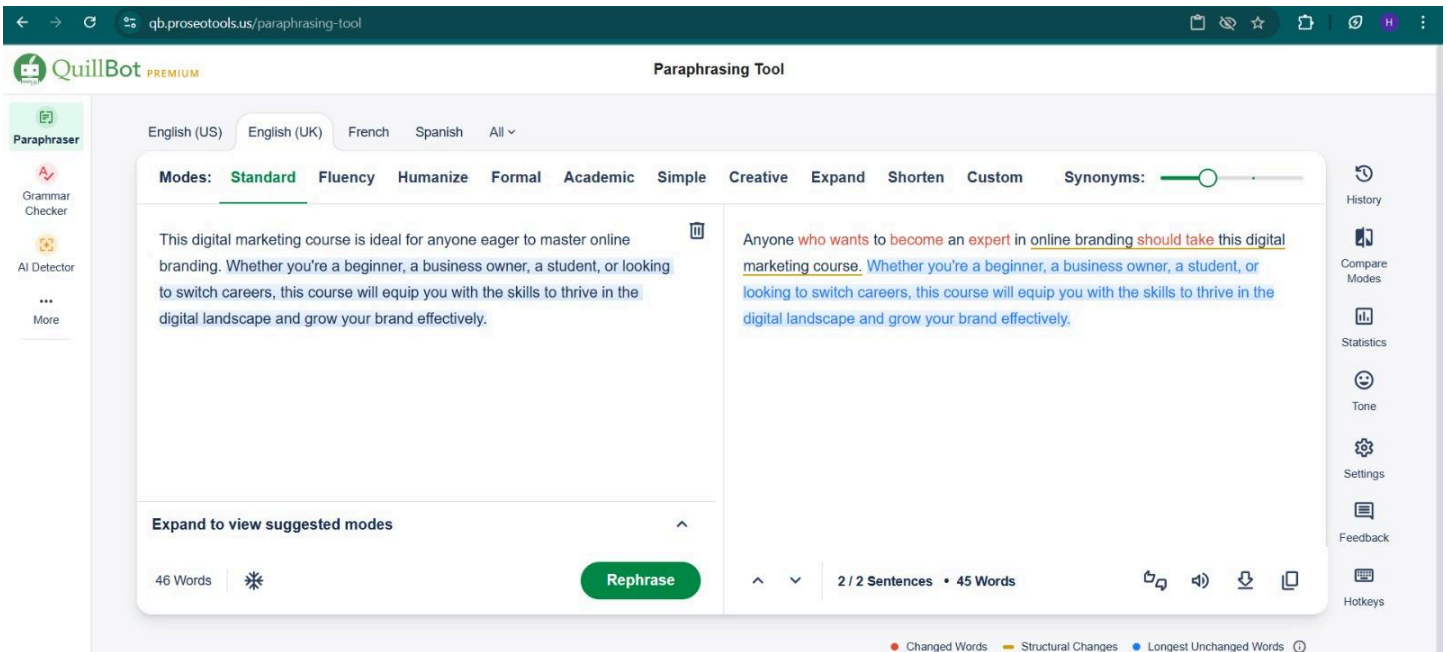 qb.proseotools.us/paraphrasing-tool
H
QuillBot PREMIUM
Paraphrasing Tool
Paraphraser
Grammar
Checker
AI Detector
More
English (US) English (UK) French Spanish All
Modes: Standard Fluency Humanize Formal Academic Simple Creative Expand Shorten Custom Synonyms:
This digital marketing course is ideal for anyone eager to master online
branding. Whether you're a beginner, a business owner, a student, or looking
to switch careers, this course will equip you with the skills to thrive in the
digital landscape and grow your brand effectively.
Expand to view suggested modes
46 Words
Rephrase
Anyone who wants to become an expert in online branding should take this digital
marketing course. Whether you're a beginner, a business owner, a student, or
looking to switch careers, this course will equip you with the skills to thrive in the
digital landscape and grow your brand effectively.
2 / 2 Sentences • 45 Words
History
Compare
Modes
Statistics
Tone
Settings
Feedback
Hotkeys
Changed Words Structural Changes Longest Unchanged Words